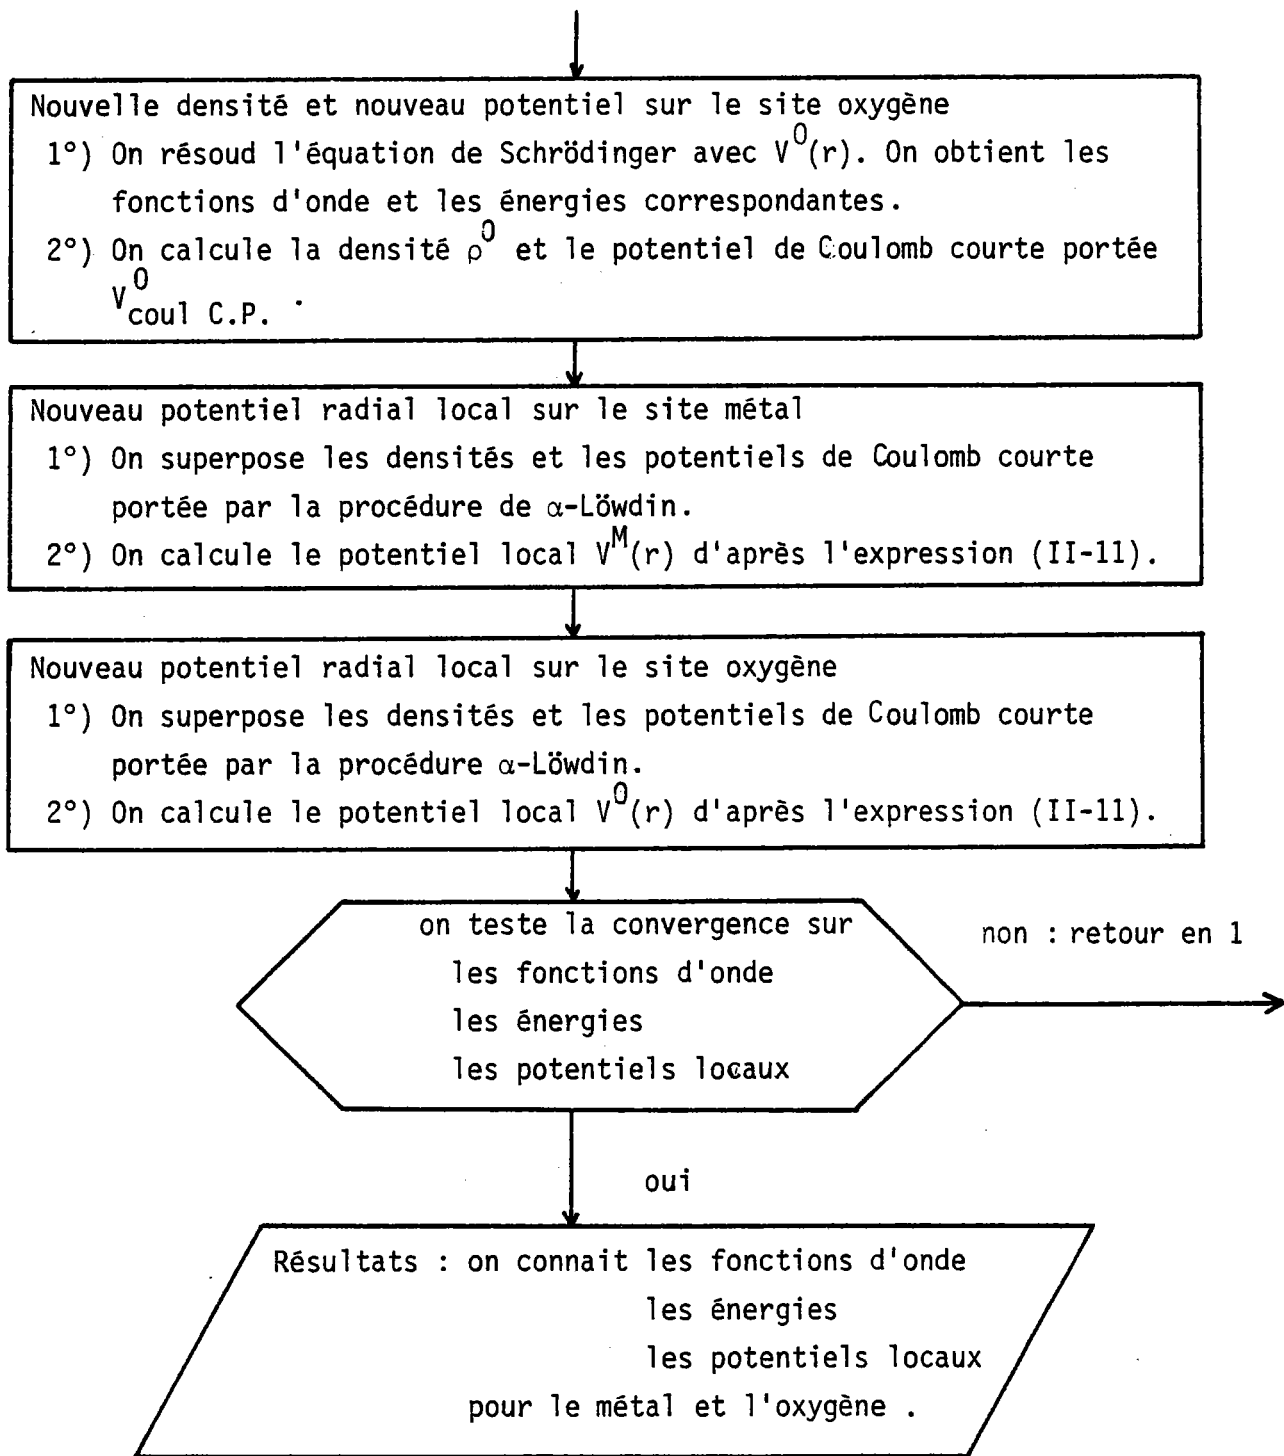 Nouvelle densité et nouveau potentiel sur le site oxygène
1°) On résoud l'équation de Schrödinger avec V^O(r). On obtient les
fonctions d'onde et les énergies correspondantes.
2°) On calcule la densité ρ^O et le potentiel de Coulomb courte portée
V^O_coul C.P. .
Nouveau potentiel radial local sur le site métal
1°) On superpose les densités et les potentiels de Coulomb courte
portée par la procédure de α-Löwdin.
2°) On calcule le potentiel local V^M(r) d'après l'expression (II-11).
Nouveau potentiel radial local sur le site oxygène
1°) On superpose les densités et les potentiels de Coulomb courte
portée par la procédure α-Löwdin.
2°) On calcule le potentiel local V^O(r) d'après l'expression (II-11).
on teste la convergence sur
les fonctions d'onde
les énergies
les potentiels locaux
non : retour en 1
oui
Résultats : on connait les fonctions d'onde
les énergies
les potentiels locaux
pour le métal et l'oxygène .